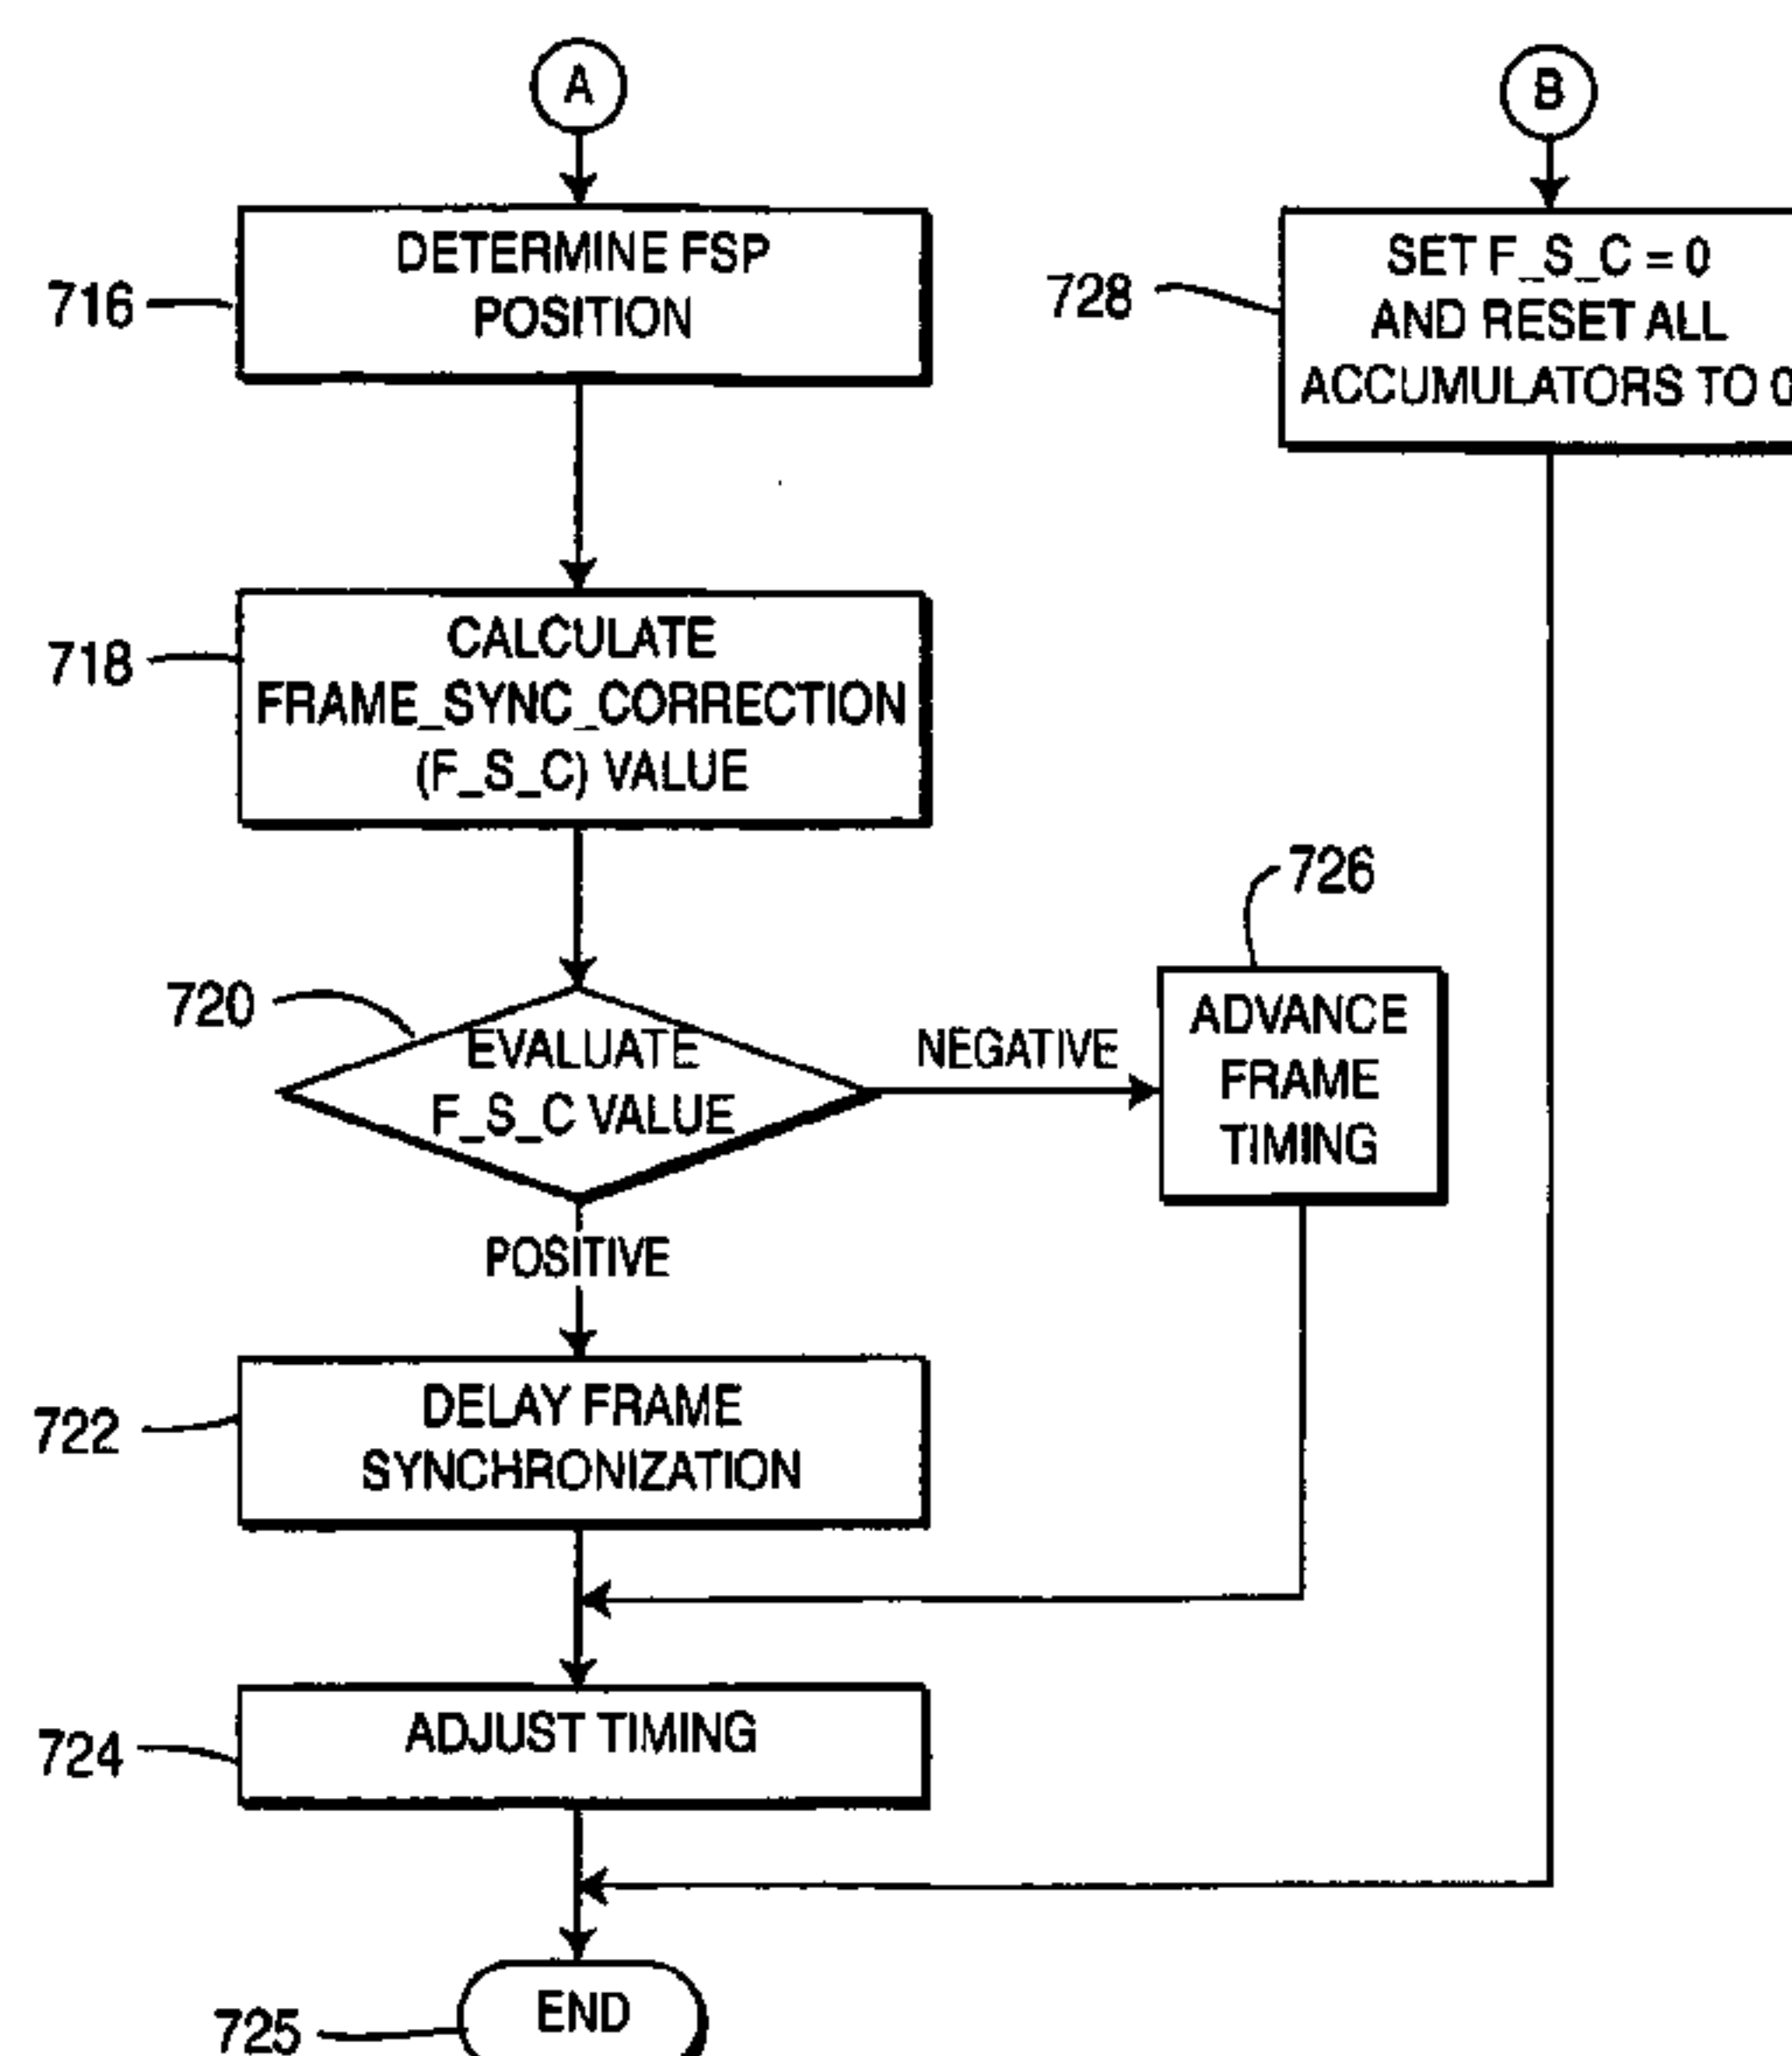 A
B
716
DETERMINE FSP
POSITION
728
SET F_S_C = 0
AND RESET ALL
ACCUMULATORS TO 0
718
CALCULATE
FRAME_SYNC_CORRECTION
(F_S_C) VALUE
726
720
EVALUATE
F_S_C VALUE
NEGATIVE
ADVANCE
FRAME
TIMING
POSITIVE
722
DELAY FRAME
SYNCHRONIZATION
724
ADJUST TIMING
725
END